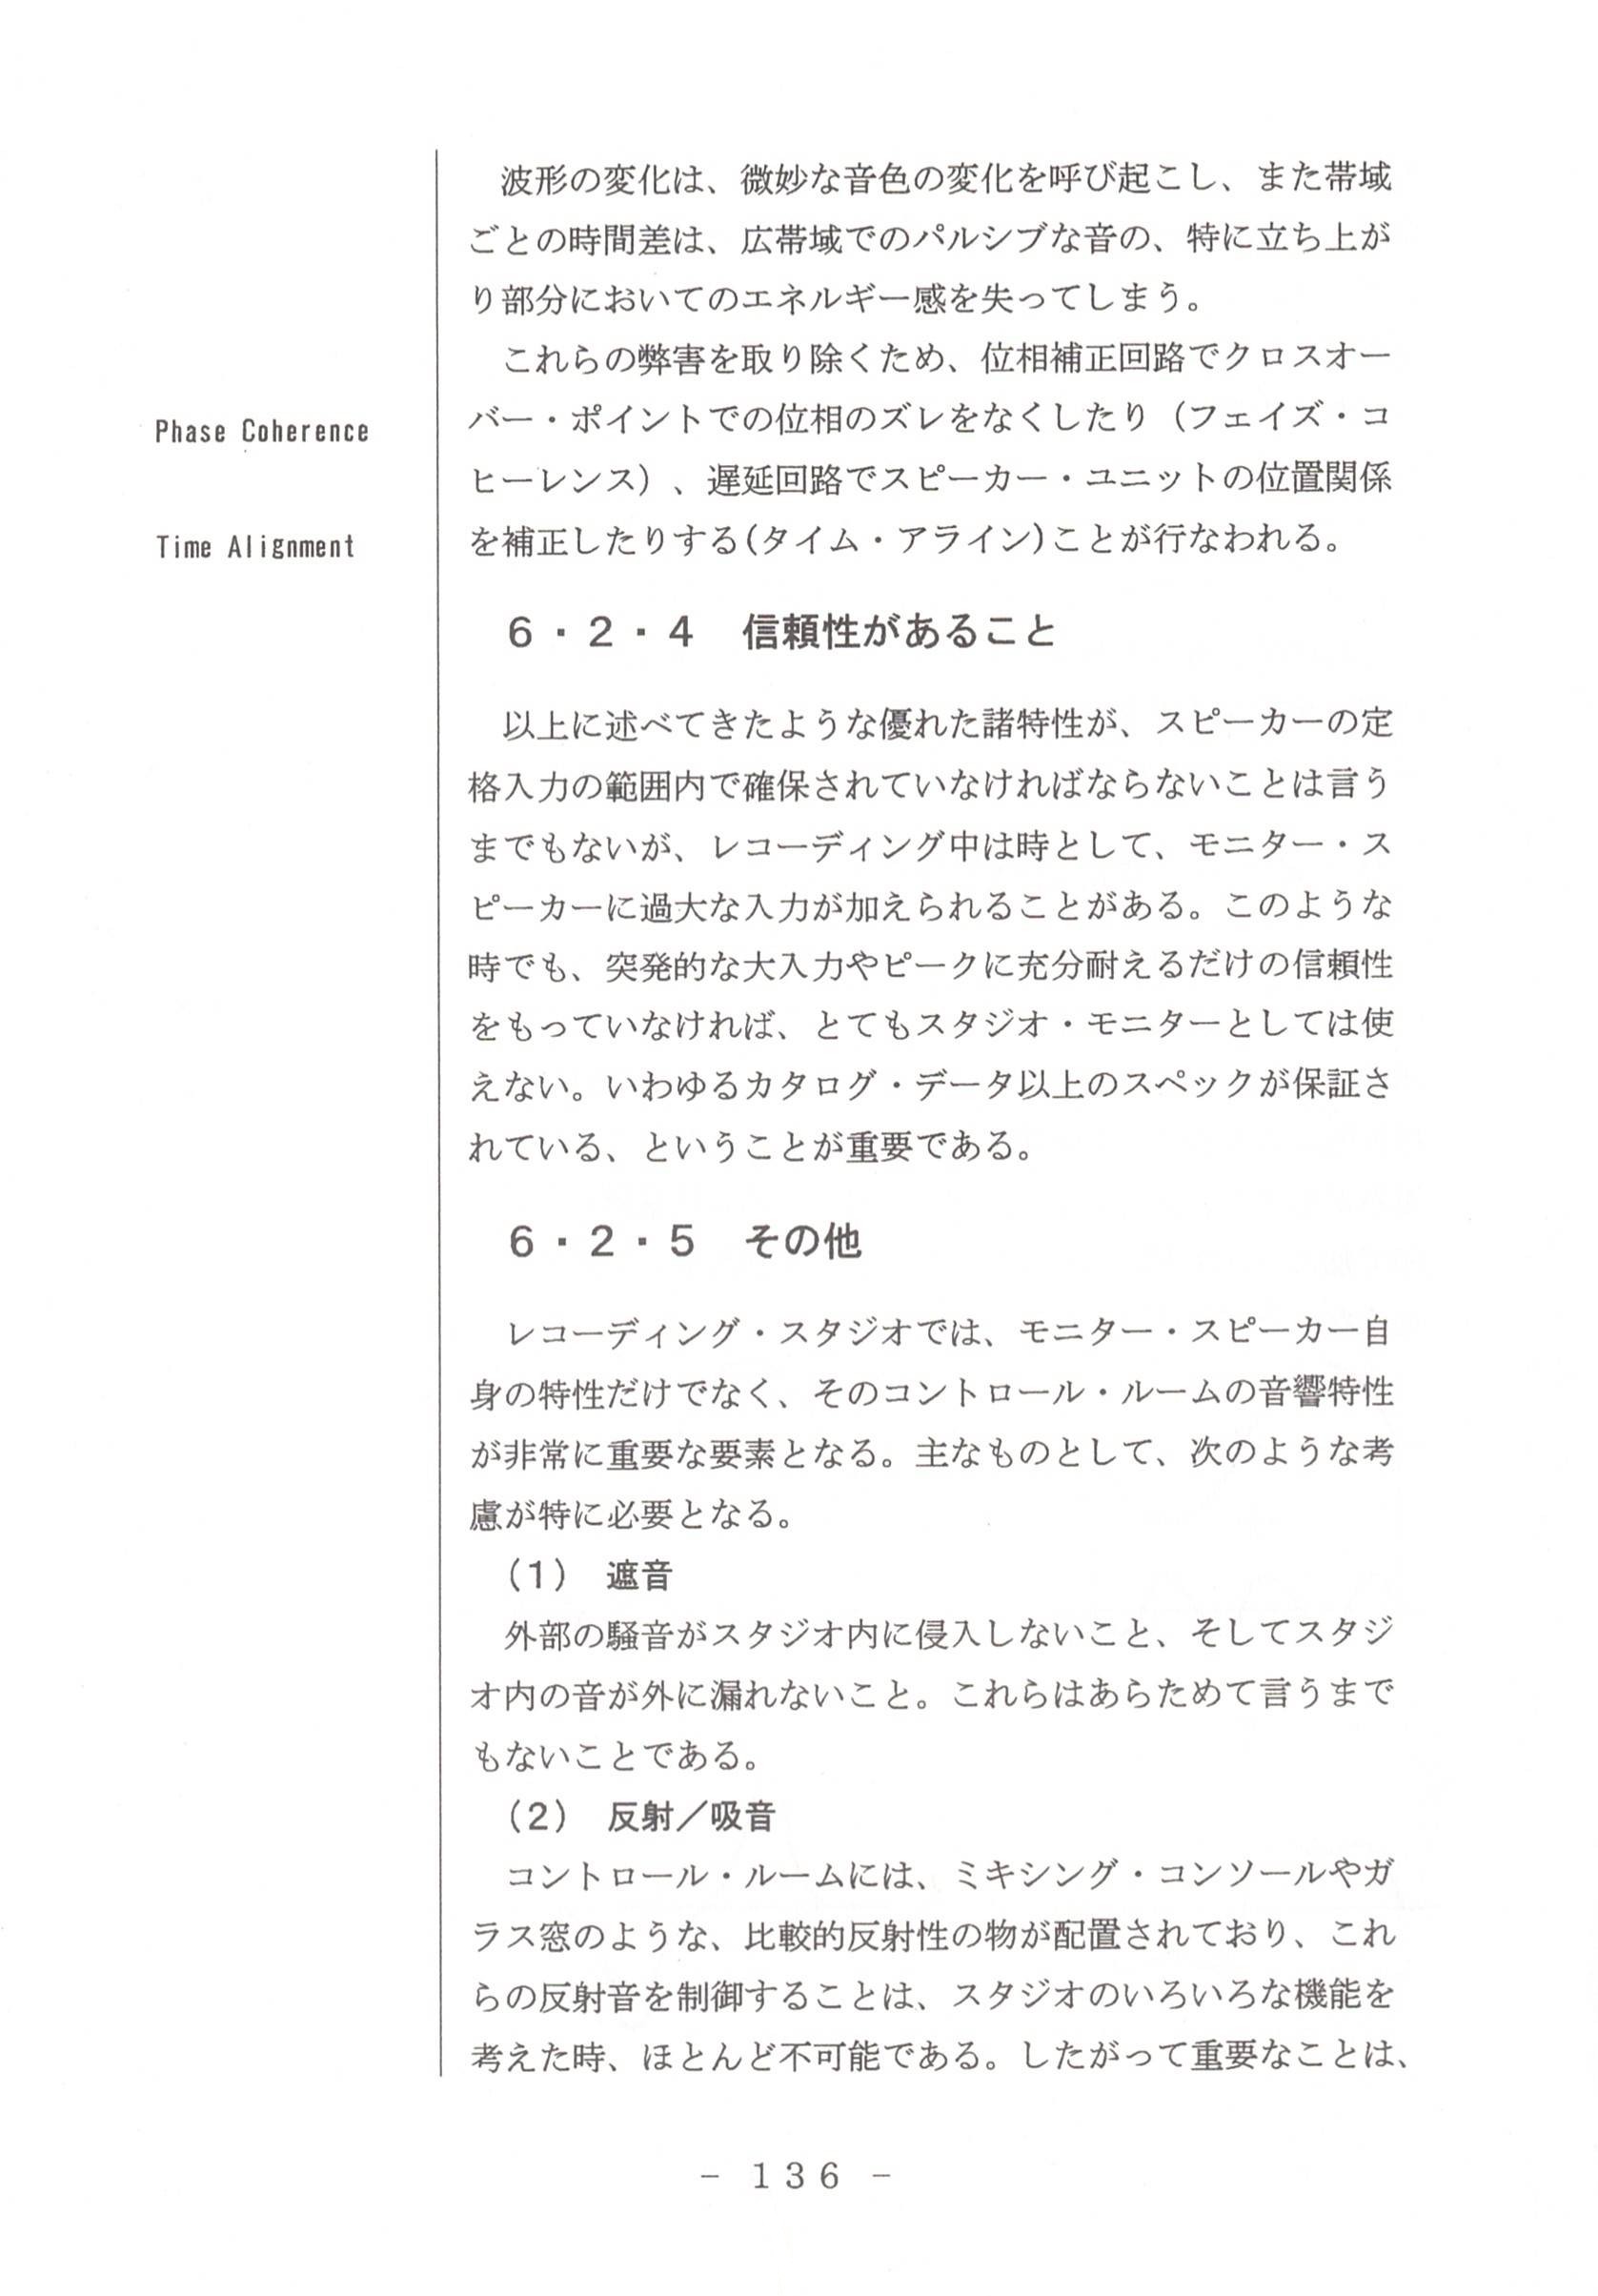 波形の変化は、微妙な音色の変化を呼び起こし、また帯域
ごとの時間差は、広帯域でのパルシブな音の、特に立ち上が
り部分においてのエネルギー感を失ってしまう。
これらの弊害を取り除くため、位相補正回路でクロスオー
Phase Coherence
バー・ポイントでの位相のズレをなくしたり（フェイズ・コ
ヒーレンス）、遅延回路でスピーカー・ユニットの位置関係
Time Alignment
を補正したりする(タイム・アライン)ことが行なわれる。
6・2・4　信頼性があること
以上に述べてきたような優れた諸特性が、スピーカーの定
格入力の範囲内で確保されていなければならないことは言う
までもないが、レコーディング中は時として、モニター・ス
ピーカーに過大な入力が加えられることがある。このような
時でも、突発的な大入力やピークに充分耐えるだけの信頼性
をもっていなければ、とてもスタジオ・モニターとしては使
えない。いわゆるカタログ・データ以上のスペックが保証さ
れている、ということが重要である。
6・2・5　その他
レコーディング・スタジオでは、モニター・スピーカー自
身の特性だけでなく、そのコントロール・ルームの音響特性
が非常に重要な要素となる。主なものとして、次のような考
慮が特に必要となる。
（1）　遮音
外部の騒音がスタジオ内に侵入しないこと、そしてスタジ
オ内の音が外に漏れないこと。これらはあらためて言うまで
もないことである。
（2）　反射／吸音
コントロール・ルームには、ミキシング・コンソールやガ
ラス窓のような、比較的反射性の物が配置されており、これ
らの反射音を制御することは、スタジオのいろいろな機能を
考えた時、ほとんど不可能である。したがって重要なことは、
- 136 -